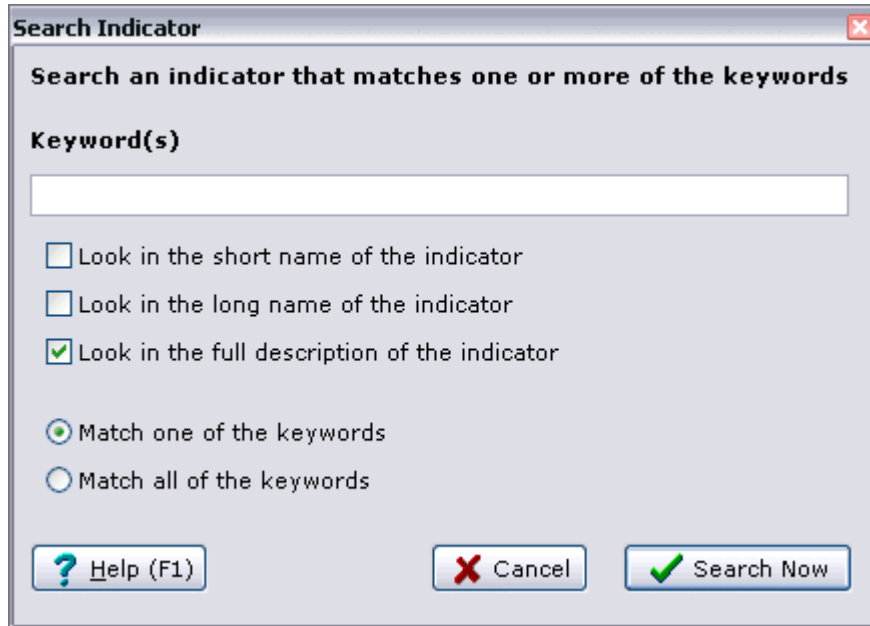 Search Indicator
Search an indicator that matches one or more of the keywords
Keyword(s)
Look in the short name of the indicator
Look in the long name of the indicator
Look in the full description of the indicator
Match one of the keywords
Match all of the keywords
Help (F1) Cancel Search Now